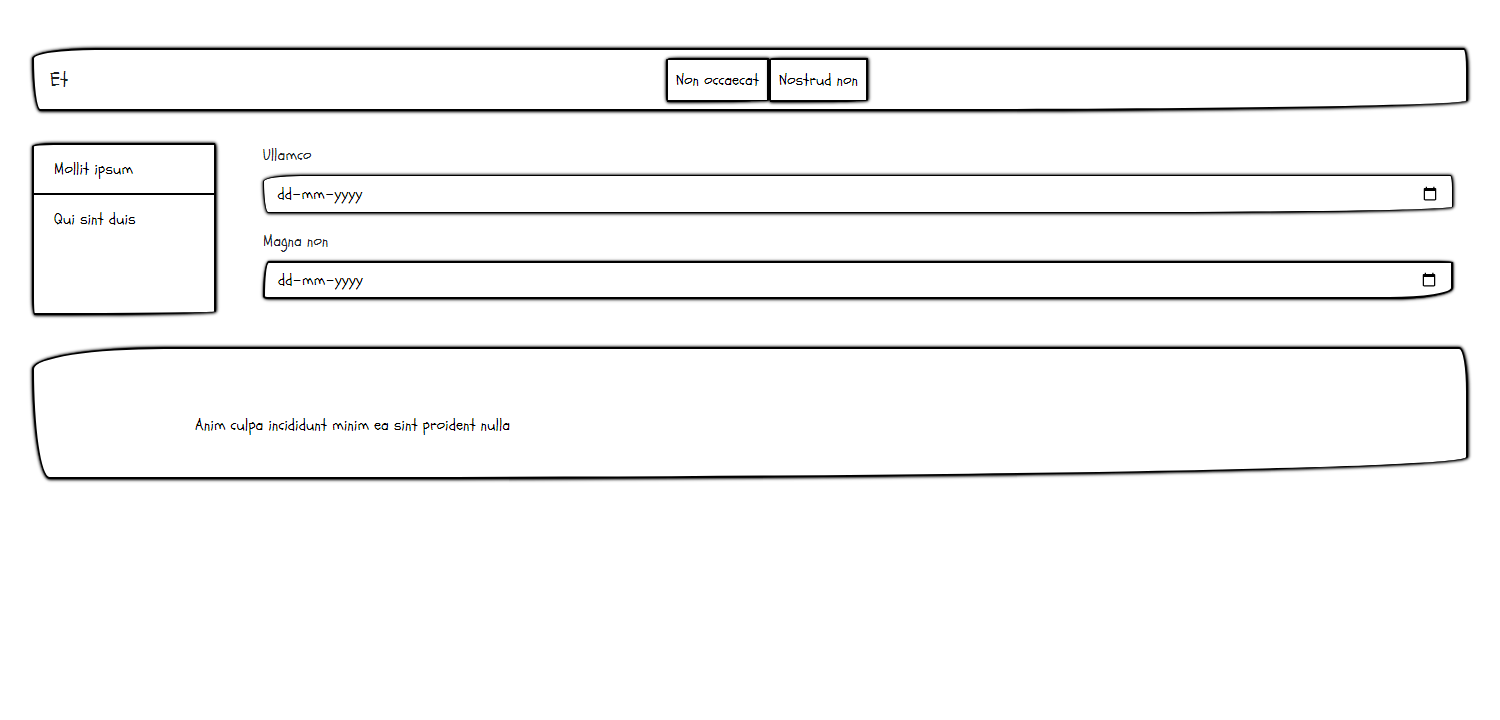 Et
Non occaecat
Nostrud non
Mollit ipsum
Qui sint duis
Ullamco
dd-mm-yyyy
Magna non
dd-mm-yyyy
Anim culpa incididunt minim ea sint proident nulla